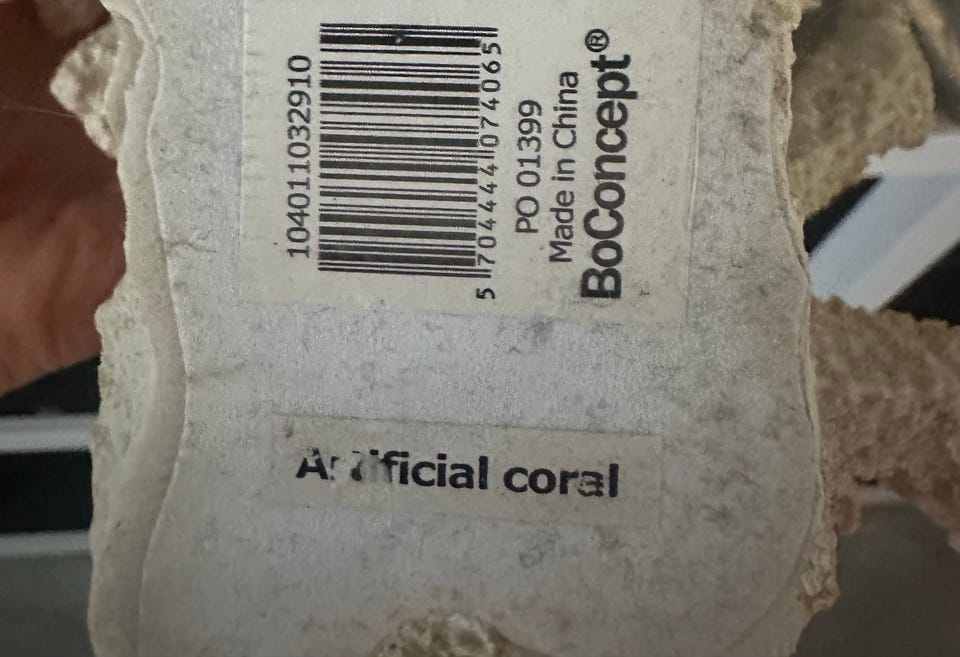 104011032910
5 704444 074065
PO 01399
Made in China
BoConcept®
Artificial coral